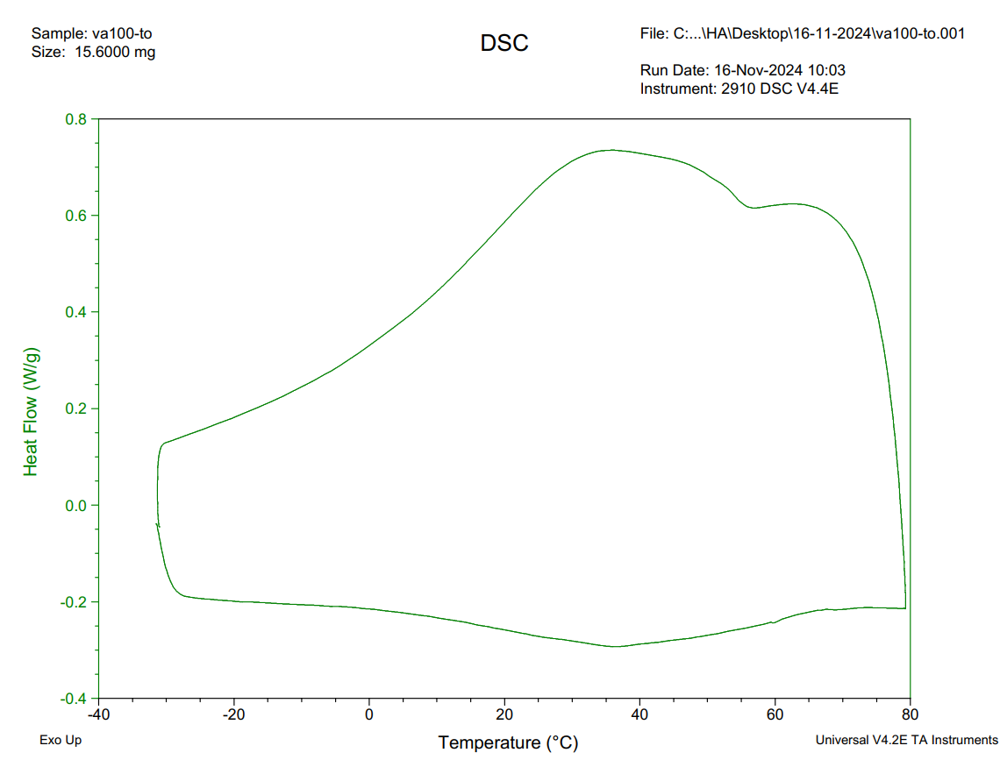 Sample: va100-to
Size:  15.6000 mg
DSC
File: C:...\HA\Desktop\16-11-2024\va100-to.001
Run Date: 16-Nov-2024 10:03
Instrument: 2910 DSC V4.4E
0.8
0.6
0.4
0.2
0.0
-0.2
-0.4
Heat Flow (W/g)
-40
-20
0
20
40
60
80
Exo Up
Temperature (°C)
Universal V4.2E TA Instruments